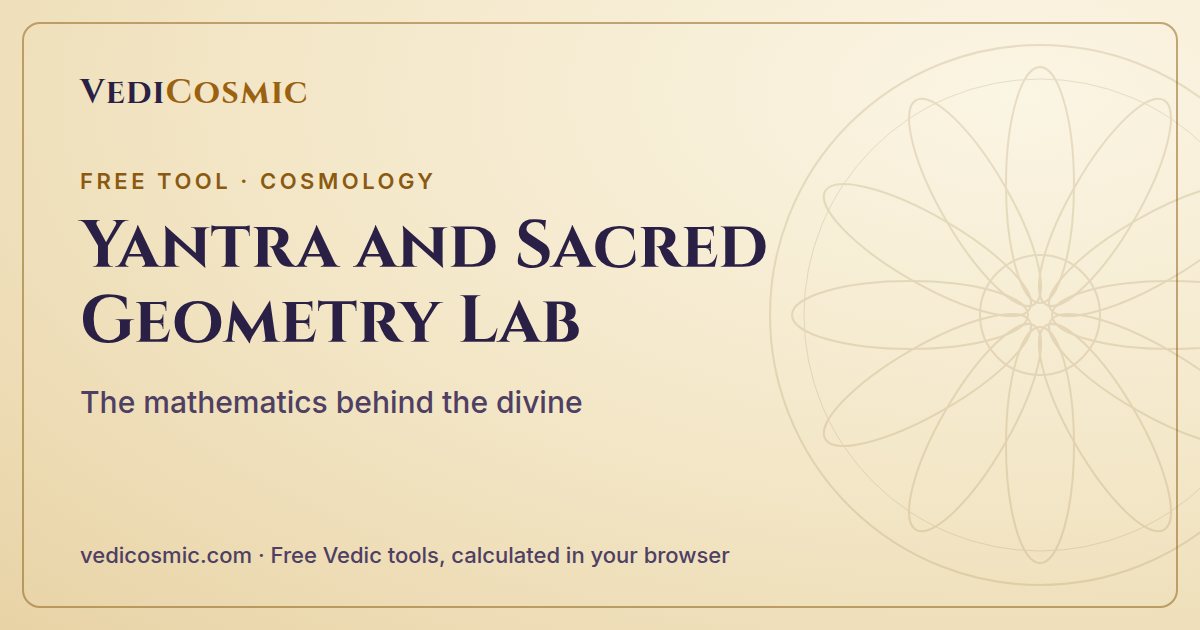 VediCosmic
FREE TOOL · COSMOLOGY
Yantra and Sacred
Geometry Lab
The mathematics behind the divine
vedicosmic.com · Free Vedic tools, calculated in your browser